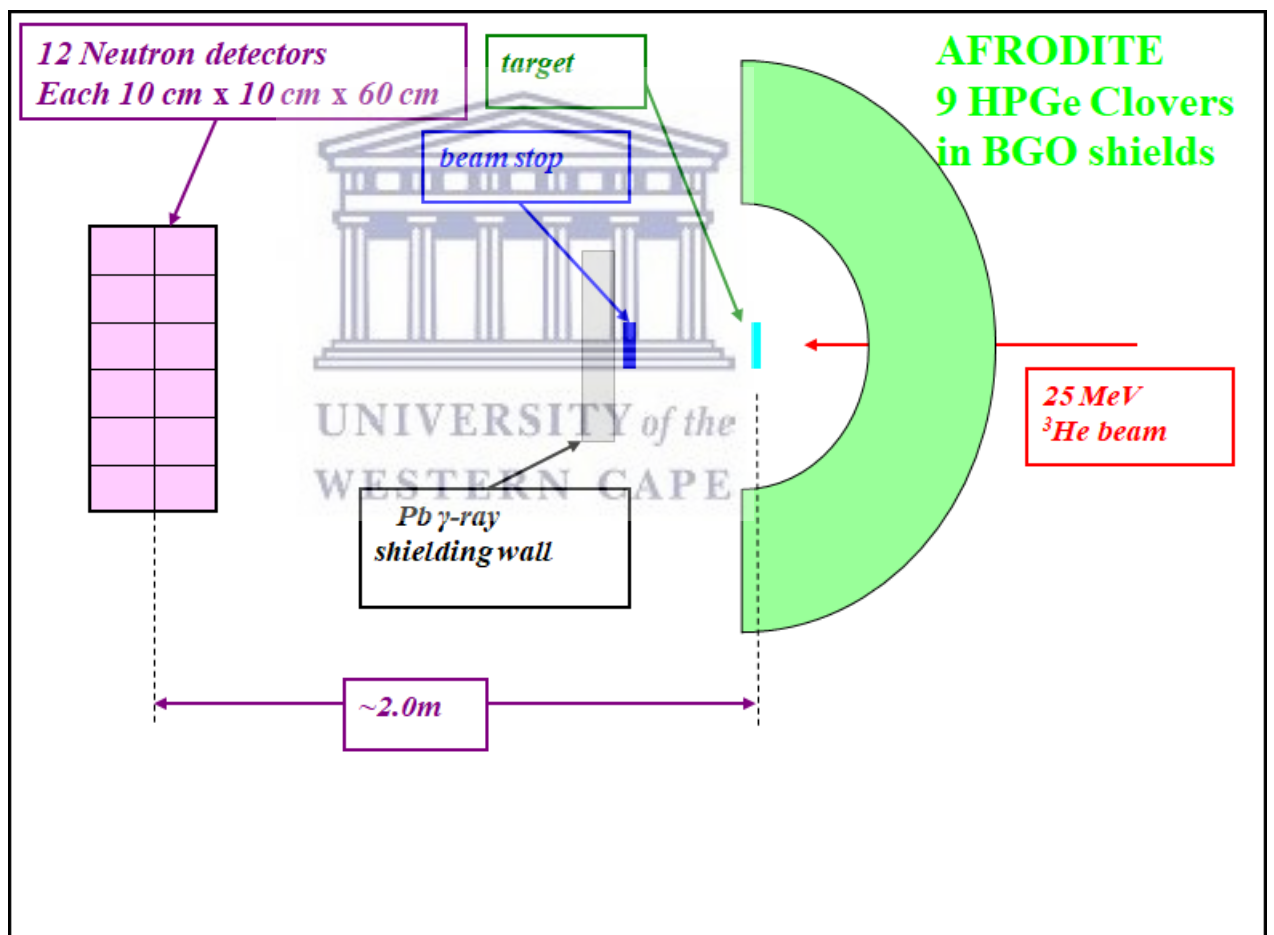 12 Neutron detectors
Each 10 cm x 10 cm x 60 cm
target
AFRODITE
9 HPGe Clovers
in BGO shields
beam stop
25 MeV
³He beam
UNIVERSITY of the
WESTERN CAPE
Pb γ-ray
shielding wall
~2.0m